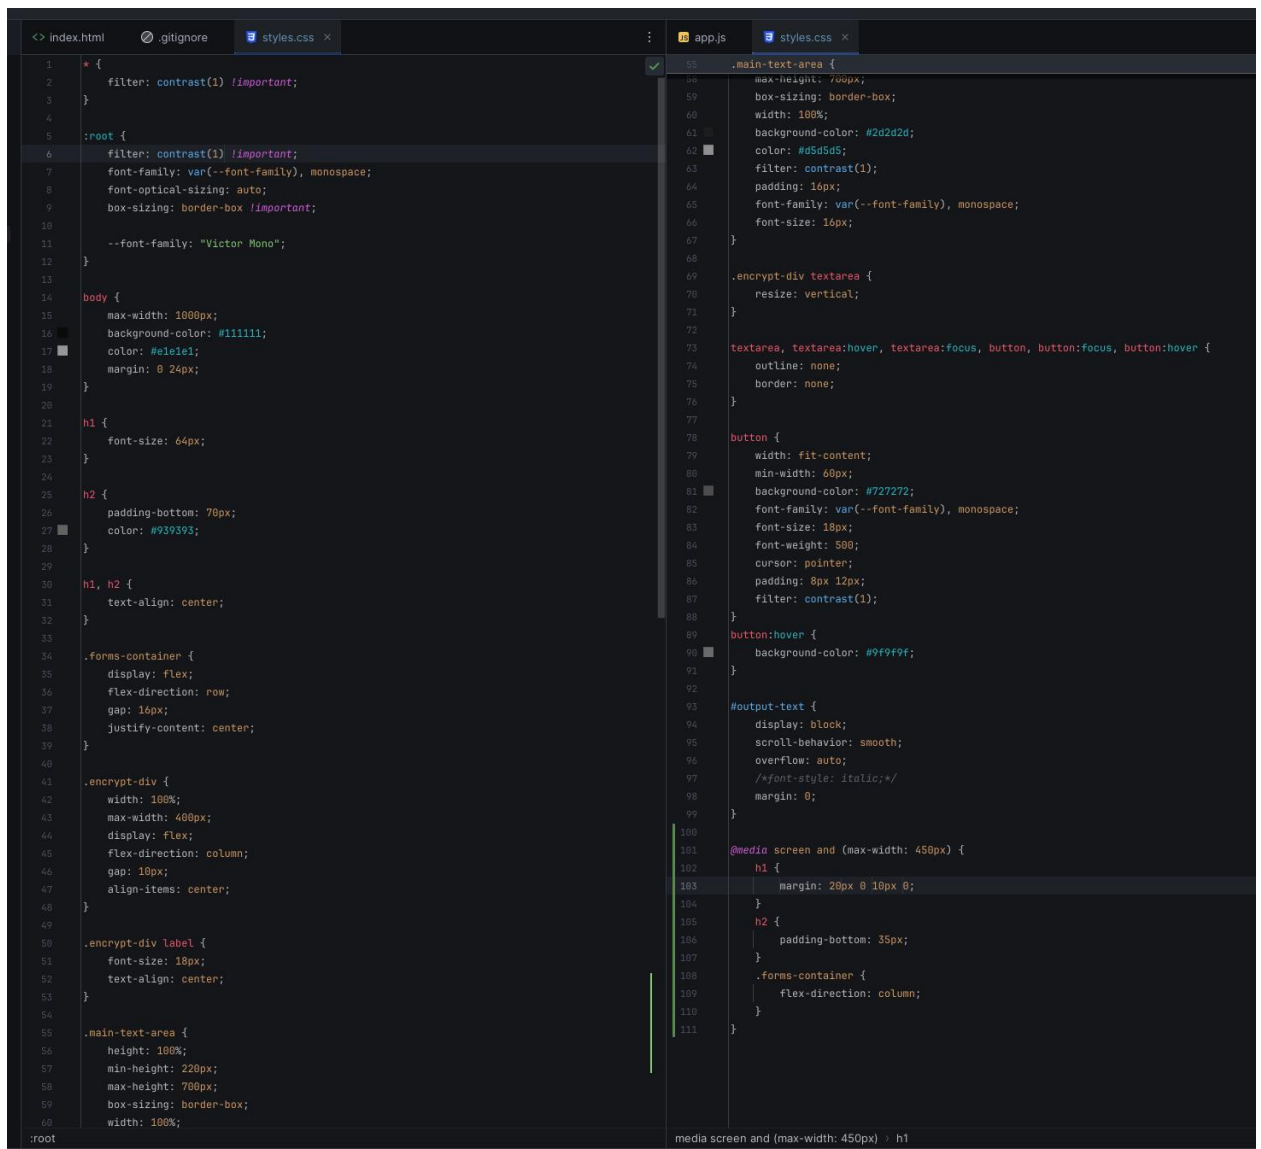 index.html
.gitignore
styles.css
1 * {
2 filter: contrast(1) !important;
3 }
4
5 :root {
6 filter: contrast(1) !important;
7 font-family: var(--font-family), monospace;
8 font-optical-sizing: auto;
9 box-sizing: border-box !important;
10
11 --font-family: "Victor Mono";
12 }
13
14 body {
15 max-width: 1000px;
16 background-color: #111111;
17 color: #e1e1e1;
18 margin: 0 24px;
19 }
20
21 h1 {
22 font-size: 64px;
23 }
24
25 h2 {
26 padding-bottom: 70px;
27 color: #939393;
28 }
29
30 h1, h2 {
31 text-align: center;
32 }
33
34 .forms-container {
35 display: flex;
36 flex-direction: row;
37 gap: 16px;
38 justify-content: center;
39 }
40
41 .encrypt-div {
42 width: 100%;
43 max-width: 400px;
44 display: flex;
45 flex-direction: column;
46 gap: 10px;
47 align-items: center;
48 }
49
50 .encrypt-div label {
51 font-size: 18px;
52 text-align: center;
53 }
54
55 .main-text-area {
56 height: 100%;
57 min-height: 220px;
58 max-height: 700px;
59 box-sizing: border-box;
60 width: 100%;
:root
JS app.js
styles.css
55 .main-text-area {
58 max-height: 700px;
59 box-sizing: border-box;
60 width: 100%;
61 background-color: #2d2d2d;
62 color: #d5d5d5;
63 filter: contrast(1);
64 padding: 16px;
65 font-family: var(--font-family), monospace;
66 font-size: 16px;
67 }
68
69 .encrypt-div textarea {
70 resize: vertical;
71 }
72
73 textarea, textarea:hover, textarea:focus, button, button:focus, button:hover {
74 outline: none;
75 border: none;
76 }
77
78 button {
79 width: fit-content;
80 min-width: 60px;
81 background-color: #727272;
82 font-family: var(--font-family), monospace;
83 font-size: 18px;
84 font-weight: 500;
85 cursor: pointer;
86 padding: 8px 12px;
87 filter: contrast(1);
88 }
89 button:hover {
90 background-color: #9f9f9f;
91 }
92
93 #output-text {
94 display: block;
95 scroll-behavior: smooth;
96 overflow: auto;
97 /*font-style: italic;*/
98 margin: 0;
99 }
100
101 @media screen and (max-width: 450px) {
102 h1 {
103 margin: 20px 0 10px 0;
104 }
105 h2 {
106 padding-bottom: 35px;
107 }
108 .forms-container {
109 flex-direction: column;
110 }
111 }
media screen and (max-width: 450px) › h1